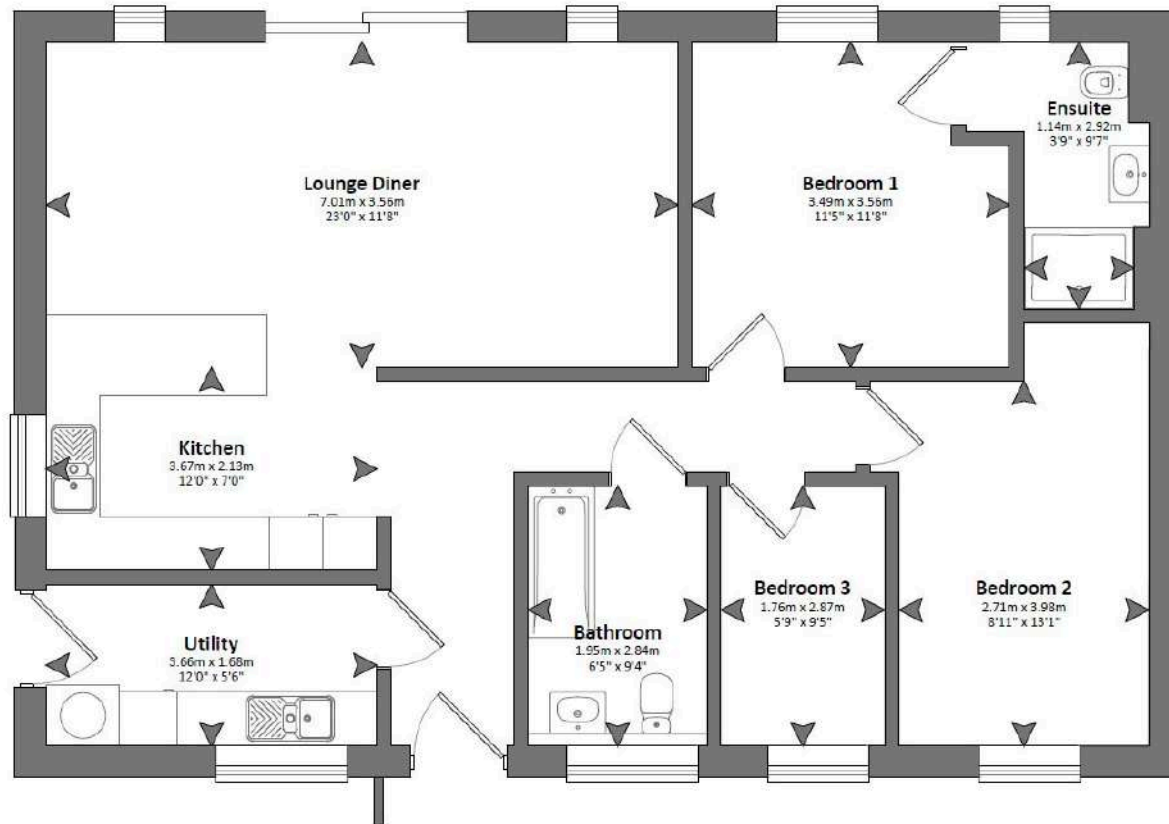 Lounge Diner
7.01m x 3.56m
23'0" x 11'8"
Bedroom 1
3.49m x 3.56m
11'5" x 11'8"
Ensuite
1.14m x 2.92m
3'9" x 9'7"
Kitchen
3.67m x 2.13m
12'0" x 7'0"
Utility
3.66m x 1.68m
12'0" x 5'6"
Bathroom
1.95m x 2.84m
6'5" x 9'4"
Bedroom 3
1.76m x 2.87m
5'9" x 9'5"
Bedroom 2
2.71m x 3.98m
8'11" x 13'1"